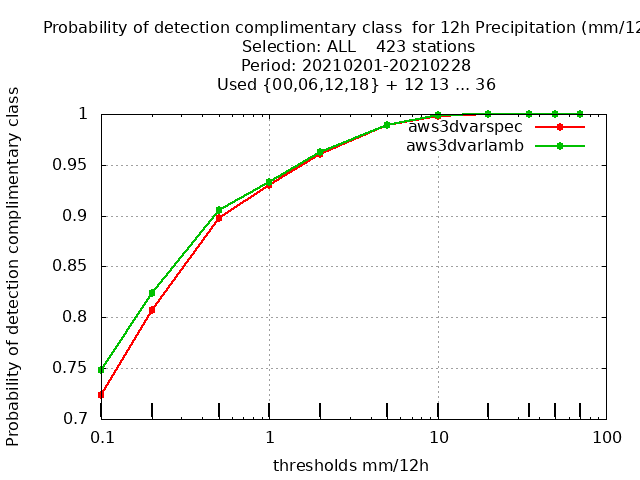 Probability of detection complimentary class  for 12h Precipitation (mm/12
Selection: ALL    423 stations
Period: 20210201-20210228
Used {00,06,12,18} + 12 13 ... 36
Probability of detection complimentary class
1
0.95
0.9
0.85
0.8
0.75
0.7
aws3dvarspec
aws3dvarlamb
0.1
1
10
100
thresholds mm/12h